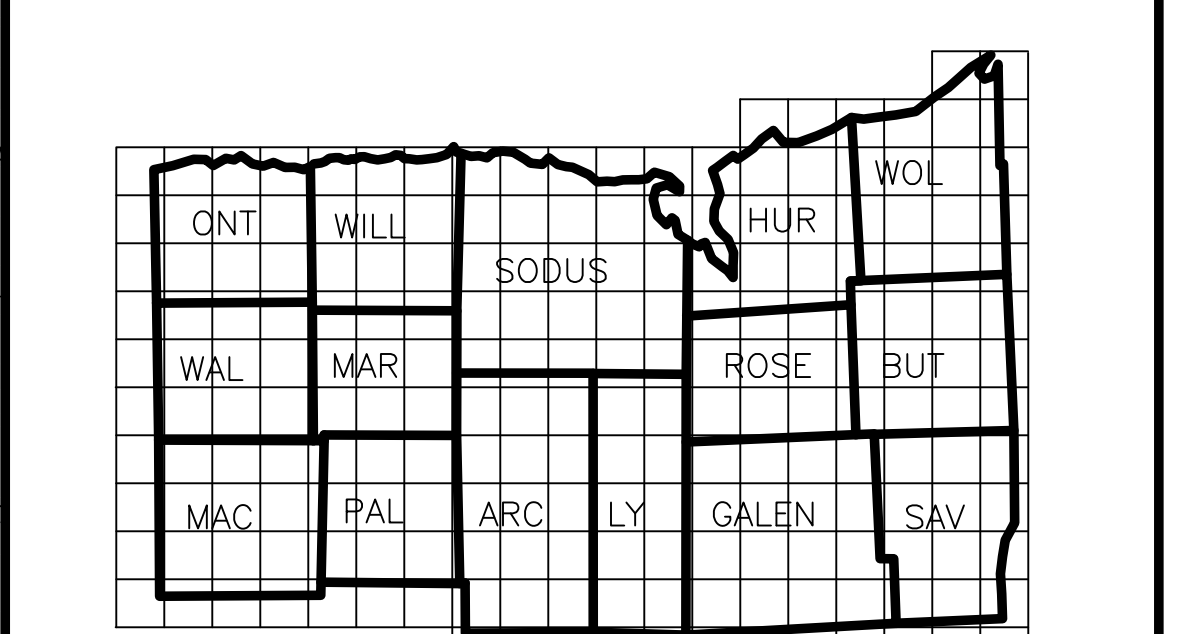 WOL
ONT
WILL
HUR
SODUS
WAL
MAR
ROSE
BUT
MAC
PAL
ARC
LY
GALEN
SAV